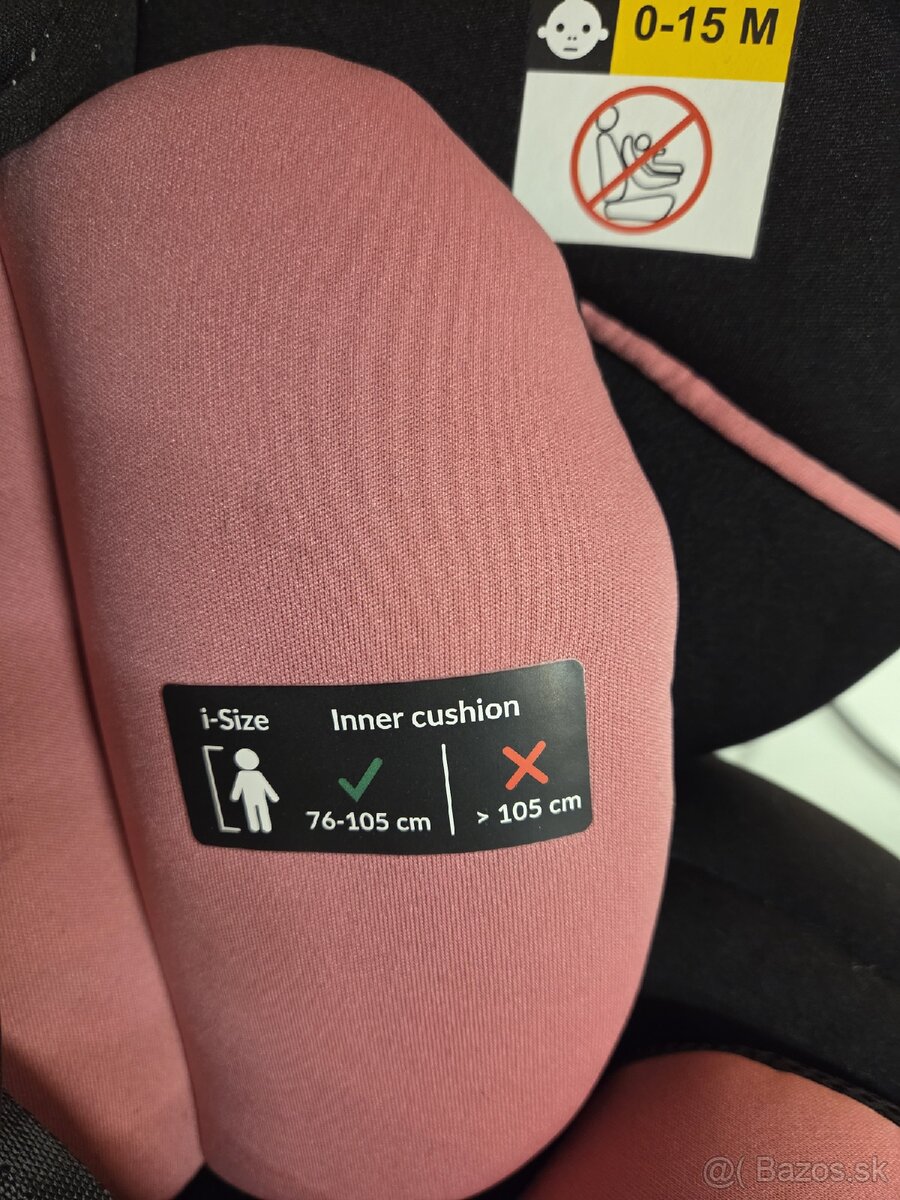 0-15 M
i-Size
Inner cushion
76-105 cm
> 105 cm
@( Bazos.sk